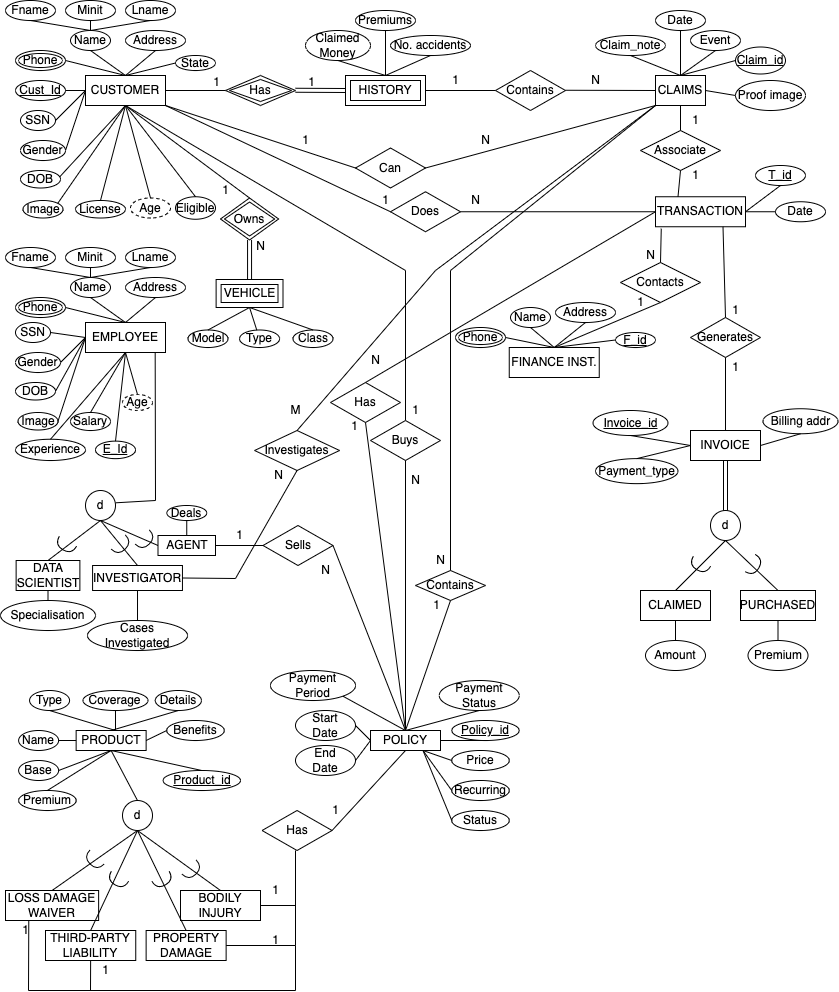 Fname
Minit
Lname
Name
Address
Phone
State
Cust_Id
CUSTOMER
SSN
Gender
DOB
Image
License
Age
Eligible
1
Has
1
Premiums
Claimed
Money
No. accidents
HISTORY
1
Contains
N
Date
Claim_note
Event
Claim_id
CLAIMS
Proof image
1
Can
N
1
Associate
1
1
Does
N
T_id
TRANSACTION
Date
1
Owns
N
VEHICLE
Model
Type
Class
Fname
Minit
Lname
Name
Address
Phone
SSN
EMPLOYEE
Gender
DOB
Image
Salary
Age
Experience
E_Id
N
Contacts
1
Name
Address
Phone
F_id
FINANCE INST.
1
Generates
1
N
Has
1
1
Buys
N
M
Investigates
N
Invoice_id
Billing addr
INVOICE
Payment_type
d
CLAIMED
PURCHASED
Amount
Premium
d
Deals
AGENT
1
Sells
N
DATA
SCIENTIST
INVESTIGATOR
Specialisation
Cases
Investigated
N
Contains
1
Payment
Period
Payment
Status
Start
Date
Policy_id
POLICY
End
Date
Price
Recurring
Status
Type
Coverage
Details
Name
PRODUCT
Benefits
Base
Product_id
Premium
d
1
Has
LOSS DAMAGE
WAIVER
BODILY
INJURY
1
1
THIRD-PARTY
LIABILITY
PROPERTY
DAMAGE
1
1